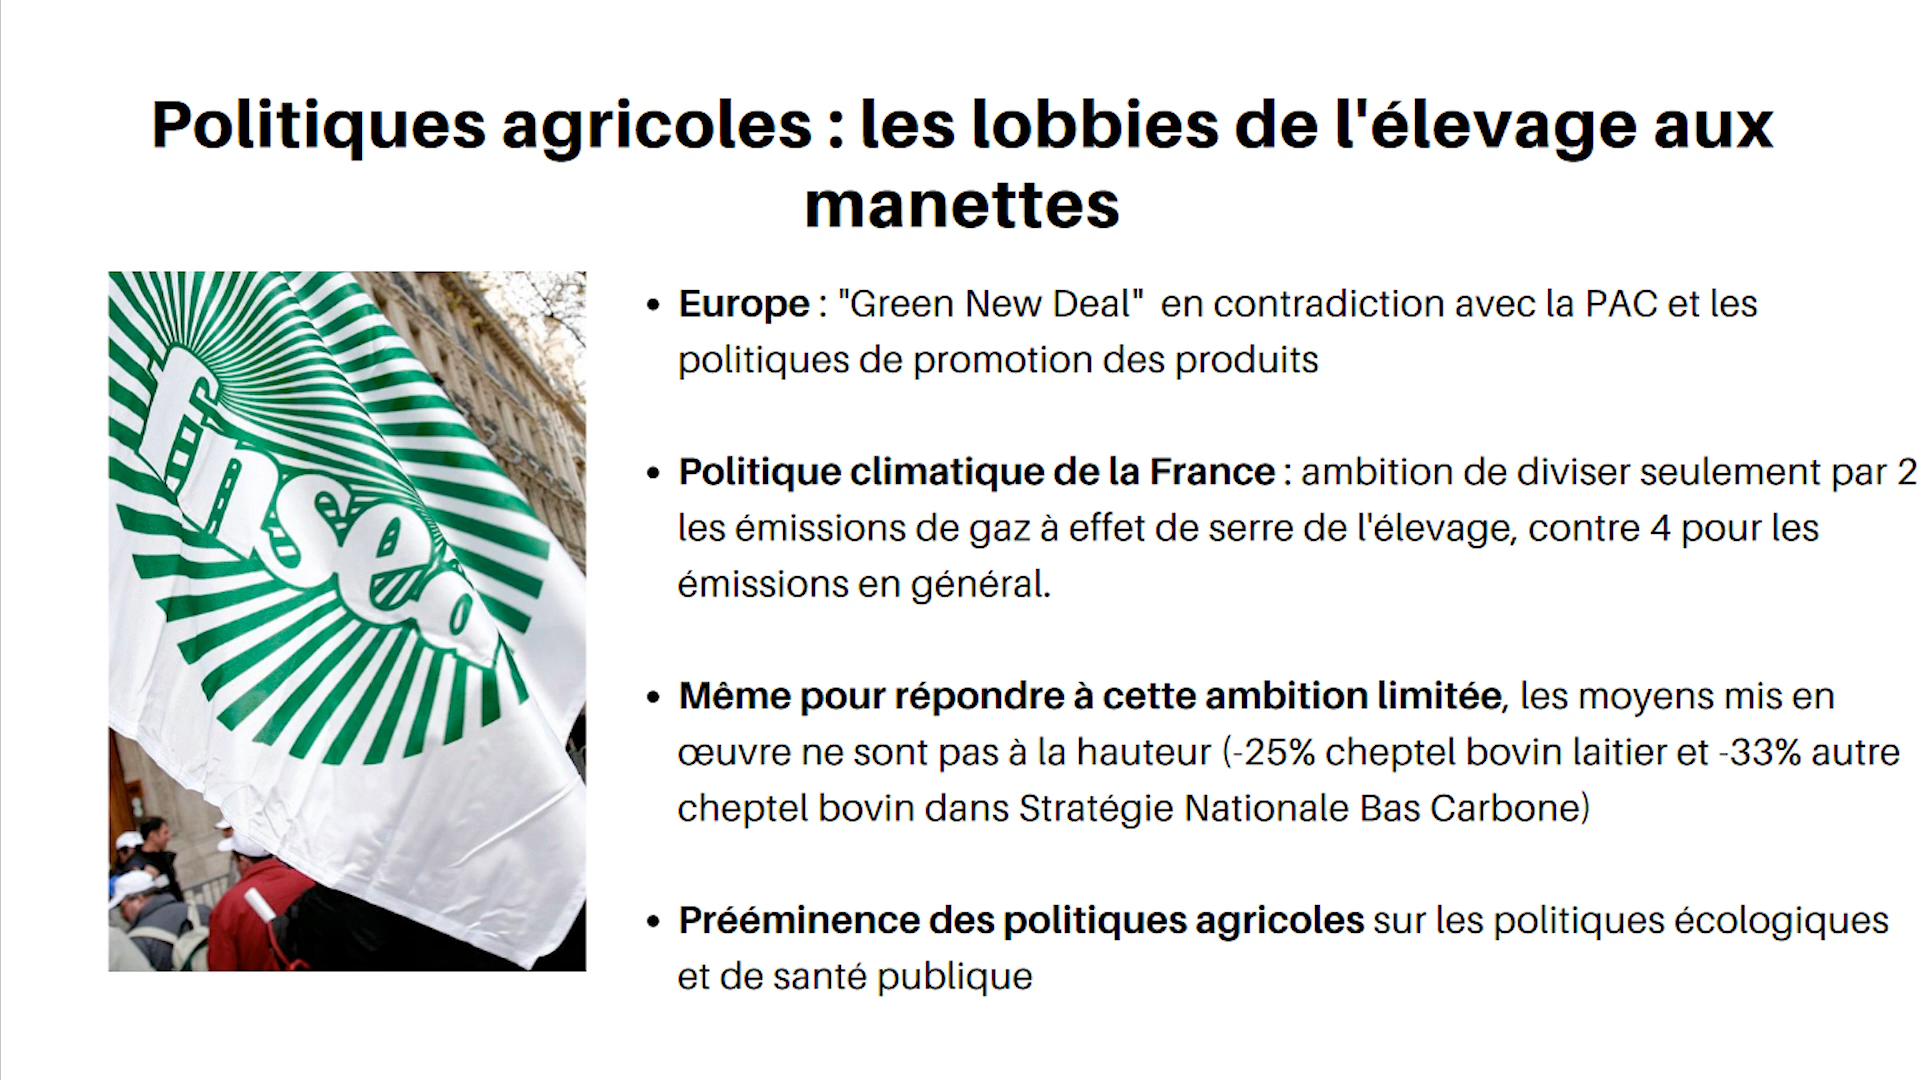 Politiques agricoles : les lobbies de l'élevage aux
manettes
fnsea
Europe : "Green New Deal"  en contradiction avec la PAC et les
politiques de promotion des produits
Politique climatique de la France : ambition de diviser seulement par 2
les émissions de gaz à effet de serre de l'élevage, contre 4 pour les
émissions en général.
Même pour répondre à cette ambition limitée, les moyens mis en
œuvre ne sont pas à la hauteur (-25% cheptel bovin laitier et -33% autre
cheptel bovin dans Stratégie Nationale Bas Carbone)
Prééminence des politiques agricoles sur les politiques écologiques
et de santé publique